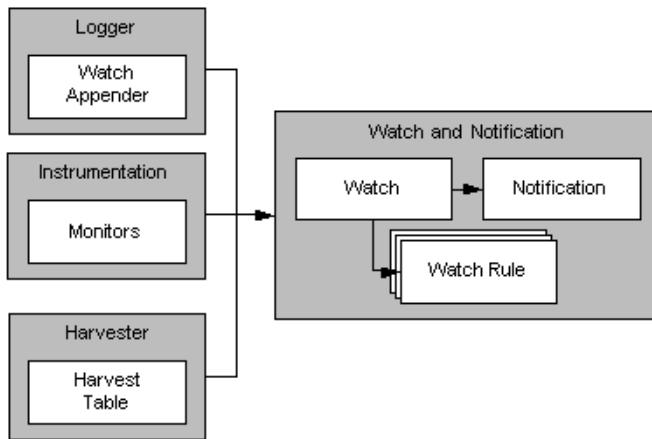 Logger
Watch
Appender
Instrumentation
Monitors
Harvester
Harvest
Table
Watch and Notification
Watch
Notification
Watch Rule